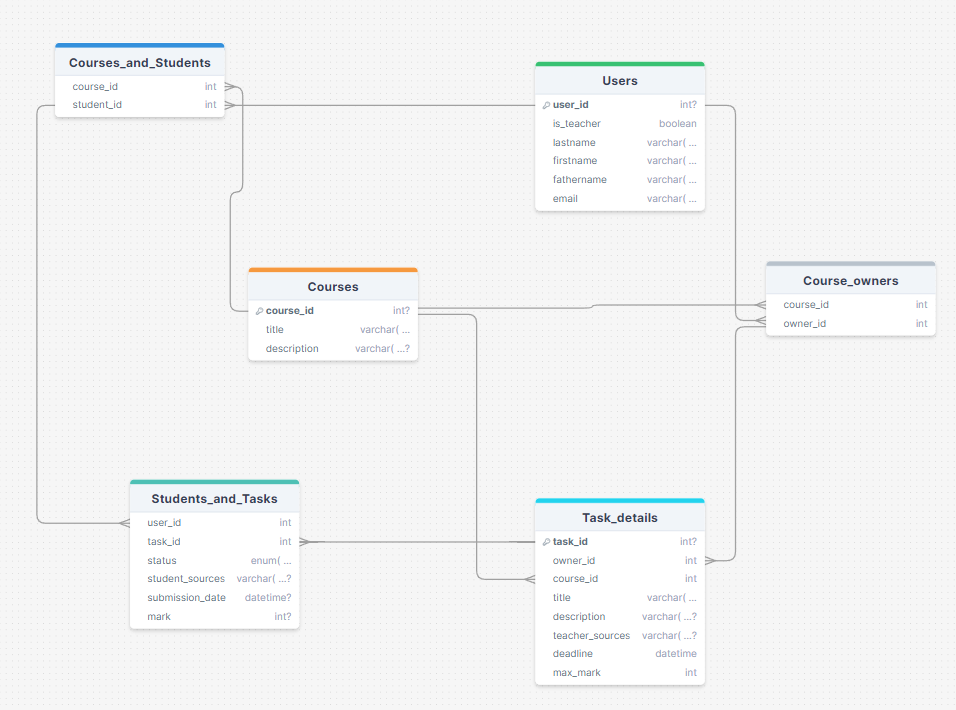 Courses_and_Students
course_id int
student_id int
Users
user_id int?
is_teacher boolean
lastname varchar( ...
firstname varchar( ...
fathername varchar( ...
email varchar( ...
Courses
course_id int?
title varchar( ...
description varchar( ...?
Course_owners
course_id int
owner_id int
Students_and_Tasks
user_id int
task_id int
status enum( ...
student_sources varchar( ...?
submission_date datetime?
mark int?
Task_details
task_id int?
owner_id int
course_id int
title varchar( ...
description varchar( ...?
teacher_sources varchar( ...?
deadline datetime
max_mark int